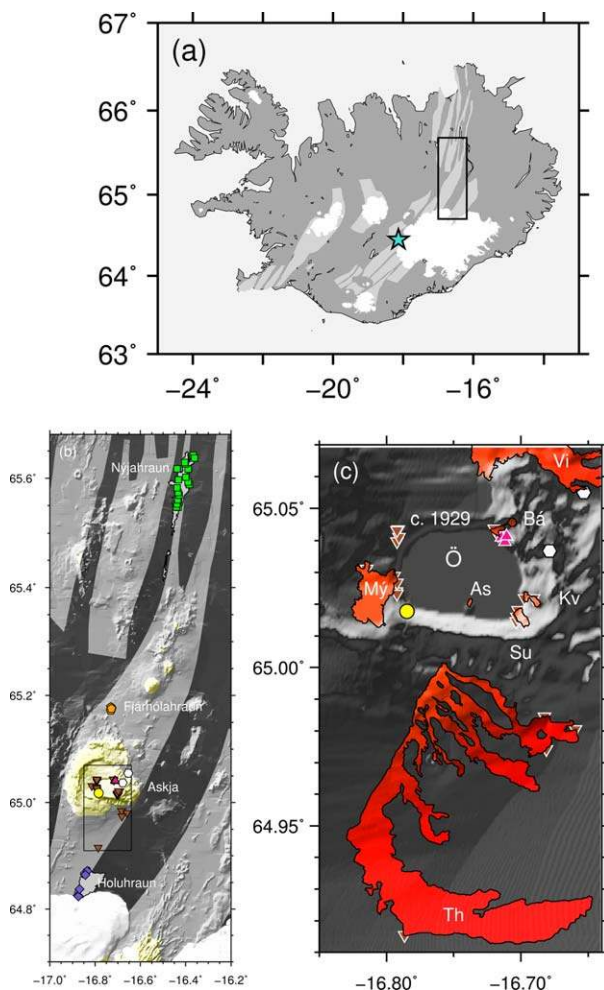 (a)
67˚
66˚
65˚
64˚
63˚
−24˚ −20˚ −16˚
(b)
Nyjahraun
65.6˚
65.4˚
65.2˚
Fjárhólahraun
Askja
65.0˚
Holuhraun
64.8˚
−17.0˚ −16.8˚ −16.6˚ −16.4˚ −16.2˚
(c)
Vi
65.05˚
c. 1929
Bá
Ö
Mý
As
Kv
Su
65.00˚
64.95˚
Th
−16.80˚ −16.70˚